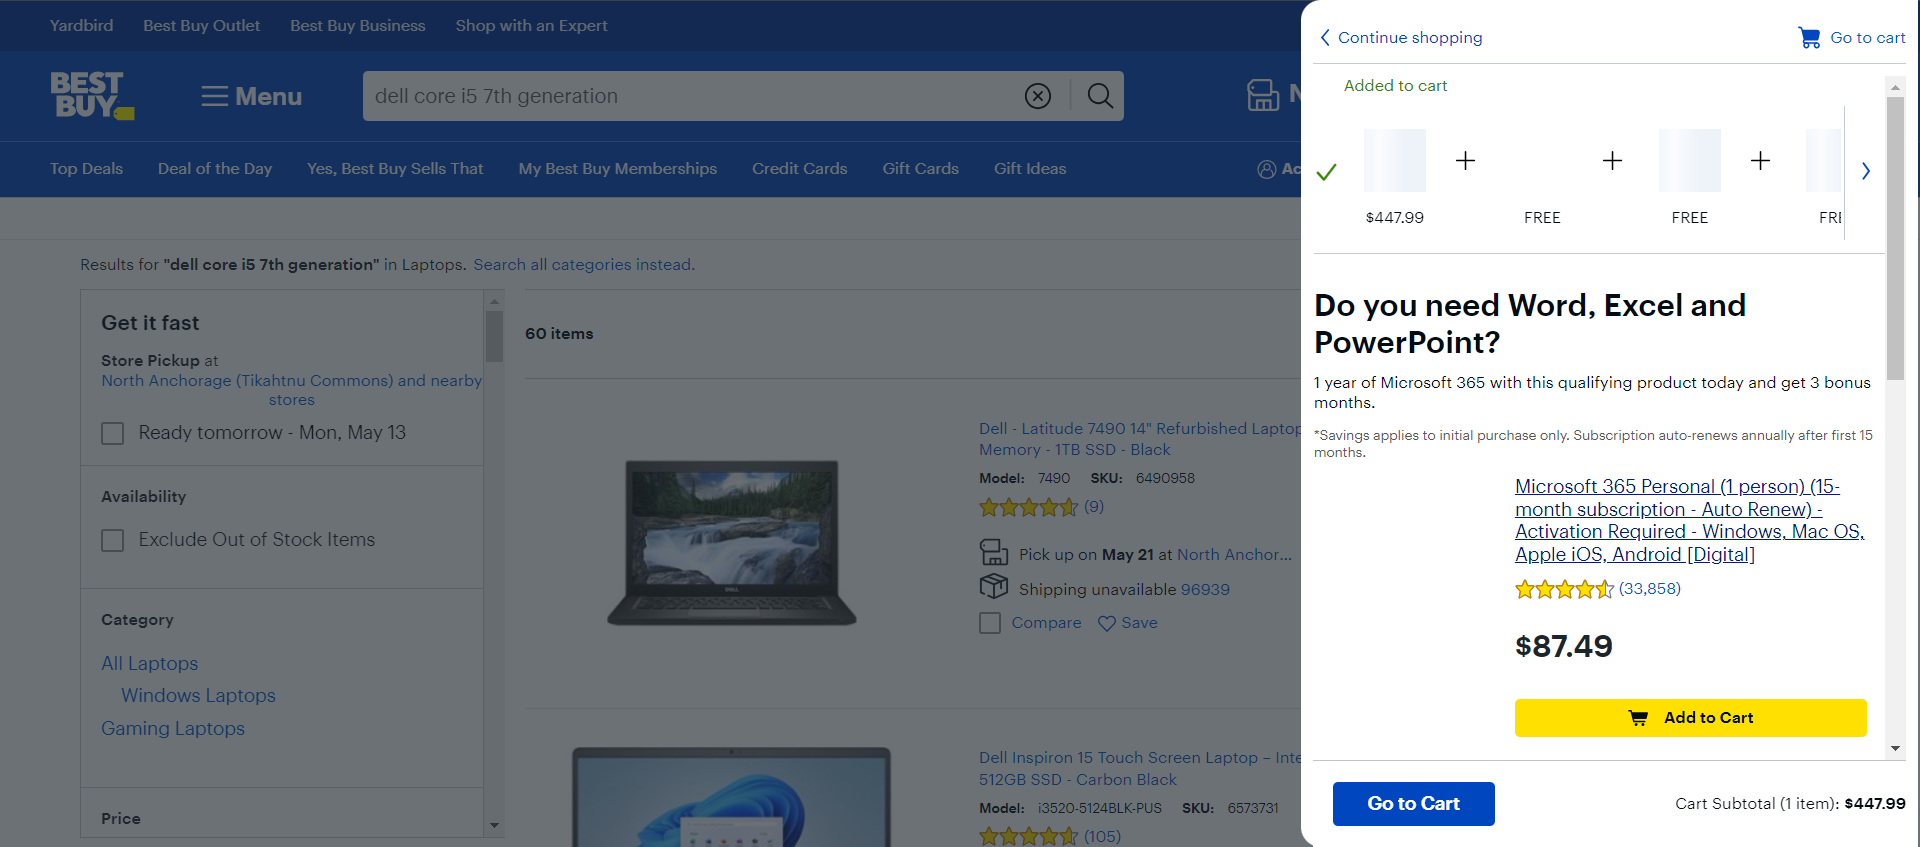 Yardbird
Best Buy Outlet
Best Buy Business
Shop with an Expert
BEST
BUY
Menu
dell core i5 7th generation
Top Deals
Deal of the Day
Yes, Best Buy Sells That
My Best Buy Memberships
Credit Cards
Gift Cards
Gift Ideas
Results for "dell core i5 7th generation" in Laptops. Search all categories instead.
Get it fast
Store Pickup at
North Anchorage (Tikahtnu Commons) and nearby
stores
Ready tomorrow - Mon, May 13
Availability
Exclude Out of Stock Items
Category
All Laptops
Windows Laptops
Gaming Laptops
Price
60 items
Dell - Latitude 7490 14" Refurbished Laptop
Memory - 1TB SSD - Black
Model: 7490 SKU: 6490958
(9)
Pick up on May 21 at North Anchor...
Shipping unavailable 96939
Compare
Save
Dell Inspiron 15 Touch Screen Laptop – Inte
512GB SSD - Carbon Black
Model: i3520-5124BLK-PUS SKU: 6573731
(105)
Continue shopping
Go to cart
Added to cart
$447.99
FREE
FREE
FRE
Do you need Word, Excel and
PowerPoint?
1 year of Microsoft 365 with this qualifying product today and get 3 bonus
months.
*Savings applies to initial purchase only. Subscription auto-renews annually after first 15
months.
Microsoft 365 Personal (1 person) (15-
month subscription - Auto Renew) -
Activation Required - Windows, Mac OS,
Apple iOS, Android [Digital]
(33,858)
$87.49
Add to Cart
Go to Cart
Cart Subtotal (1 item): $447.99